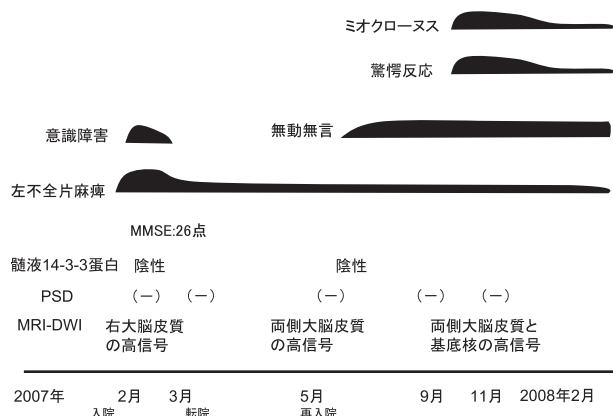 ミオクローヌス
驚愕反応
意識障害
無動無言
左不全片麻痺
MMSE:26点
髄液14-3-3蛋白 陰性 陰性
PSD (－) (－) (－) (－) (－)
MRI-DWI 右大脳皮質 両側大脳皮質 両側大脳皮質と
の高信号 の高信号 基底核の高信号
2007年 2月 3月 5月 9月 11月 2008年2月
入院 転院 再入院